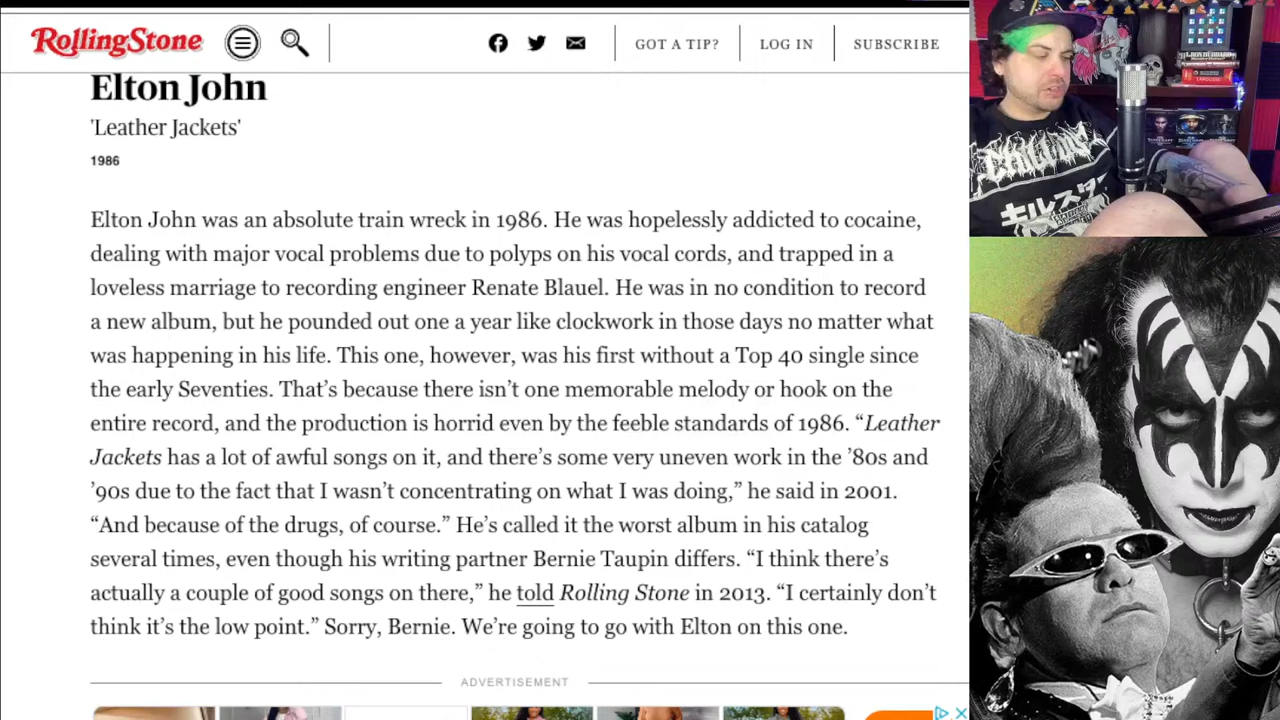 RollingStone
GOT A TIP?
LOG IN
SUBSCRIBE
Elton John
'Leather Jackets'
1986
Elton John was an absolute train wreck in 1986. He was hopelessly addicted to cocaine,
dealing with major vocal problems due to polyps on his vocal cords, and trapped in a
loveless marriage to recording engineer Renate Blauel. He was in no condition to record
a new album, but he pounded out one a year like clockwork in those days no matter what
was happening in his life. This one, however, was his first without a Top 40 single since
the early Seventies. That’s because there isn’t one memorable melody or hook on the
entire record, and the production is horrid even by the feeble standards of 1986. “Leather
Jackets has a lot of awful songs on it, and there’s some very uneven work in the ’80s and
’90s due to the fact that I wasn’t concentrating on what I was doing,” he said in 2001.
“And because of the drugs, of course.” He’s called it the worst album in his catalog
several times, even though his writing partner Bernie Taupin differs. “I think there’s
actually a couple of good songs on there,” he told Rolling Stone in 2013. “I certainly don’t
think it’s the low point.” Sorry, Bernie. We’re going to go with Elton on this one.
ADVERTISEMENT
キルスター